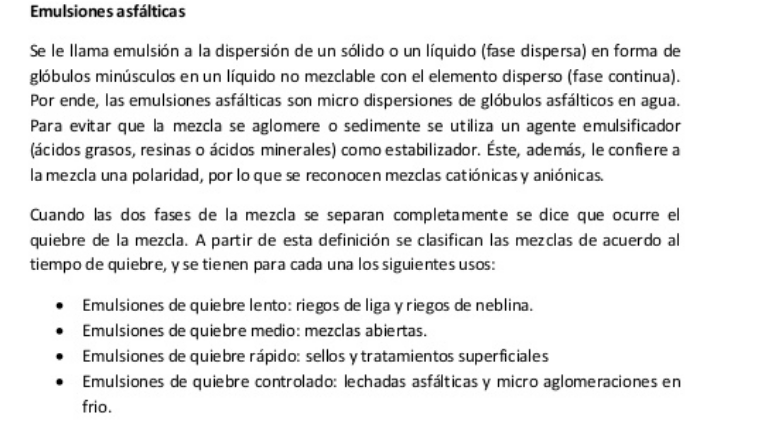 Emulsiones asfálticas
Se le llama emulsión a la dispersión de un sólido o un líquido (fase dispersa) en forma de
glóbulos minúsculos en un líquido no mezclable con el elemento disperso (fase continua).
Por ende, las emulsiones asfálticas son micro dispersiones de glóbulos asfálticos en agua.
Para evitar que la mezcla se aglomere o sedimente se utiliza un agente emulsificador
(ácidos grasos, resinas o ácidos minerales) como estabilizador. Éste, además, le confiere a
la mezcla una polaridad, por lo que se reconocen mezclas catiónicas y aniónicas.
Cuando las dos fases de la mezcla se separan completamente se dice que ocurre el
quiebre de la mezcla. A partir de esta definición se clasifican las mezclas de acuerdo al
tiempo de quiebre, y se tienen para cada una los siguientes usos:
• Emulsiones de quiebre lento: riegos de liga y riegos de neblina.
• Emulsiones de quiebre medio: mezclas abiertas.
• Emulsiones de quiebre rápido: sellos y tratamientos superficiales
• Emulsiones de quiebre controlado: lechadas asfálticas y micro aglomeraciones en
frio.